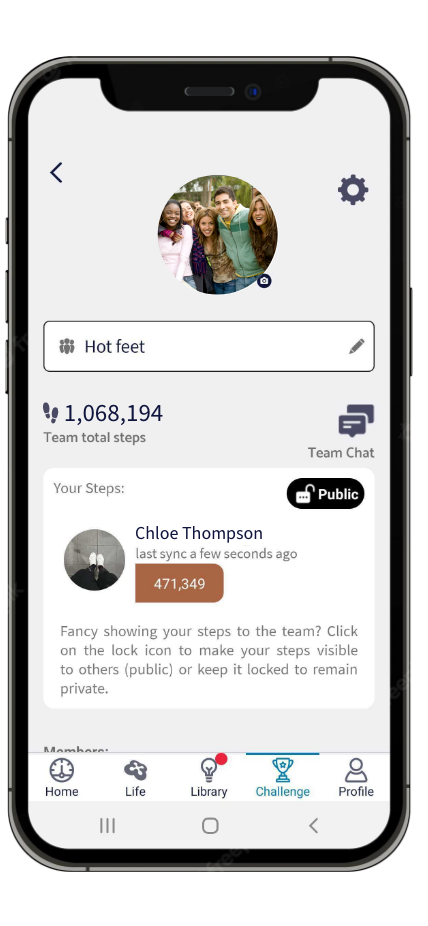 Hot feet
1,068,194
Team total steps
Team Chat
Your Steps:
Public
Chloe Thompson
last sync a few seconds ago
471,349
Fancy showing your steps to the team? Click
on the lock icon to make your steps visible
to others (public) or keep it locked to remain
private.
Members:
Home Life Library Challenge Profile